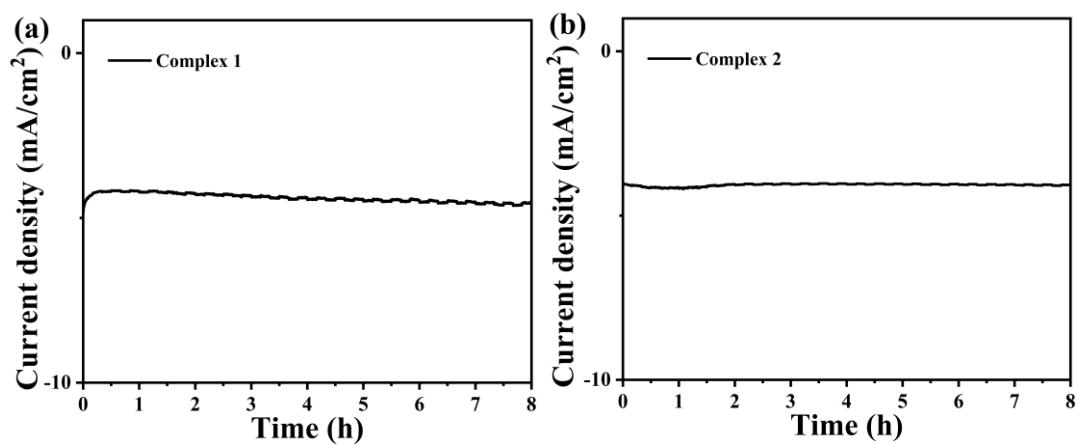 (a)
Current density (mA/cm²)
0
-10
Complex 1
0 1 2 3 4 5 6 7 8
Time (h)
(b)
Current density (mA/cm²)
0
-10
Complex 2
0 1 2 3 4 5 6 7 8
Time (h)